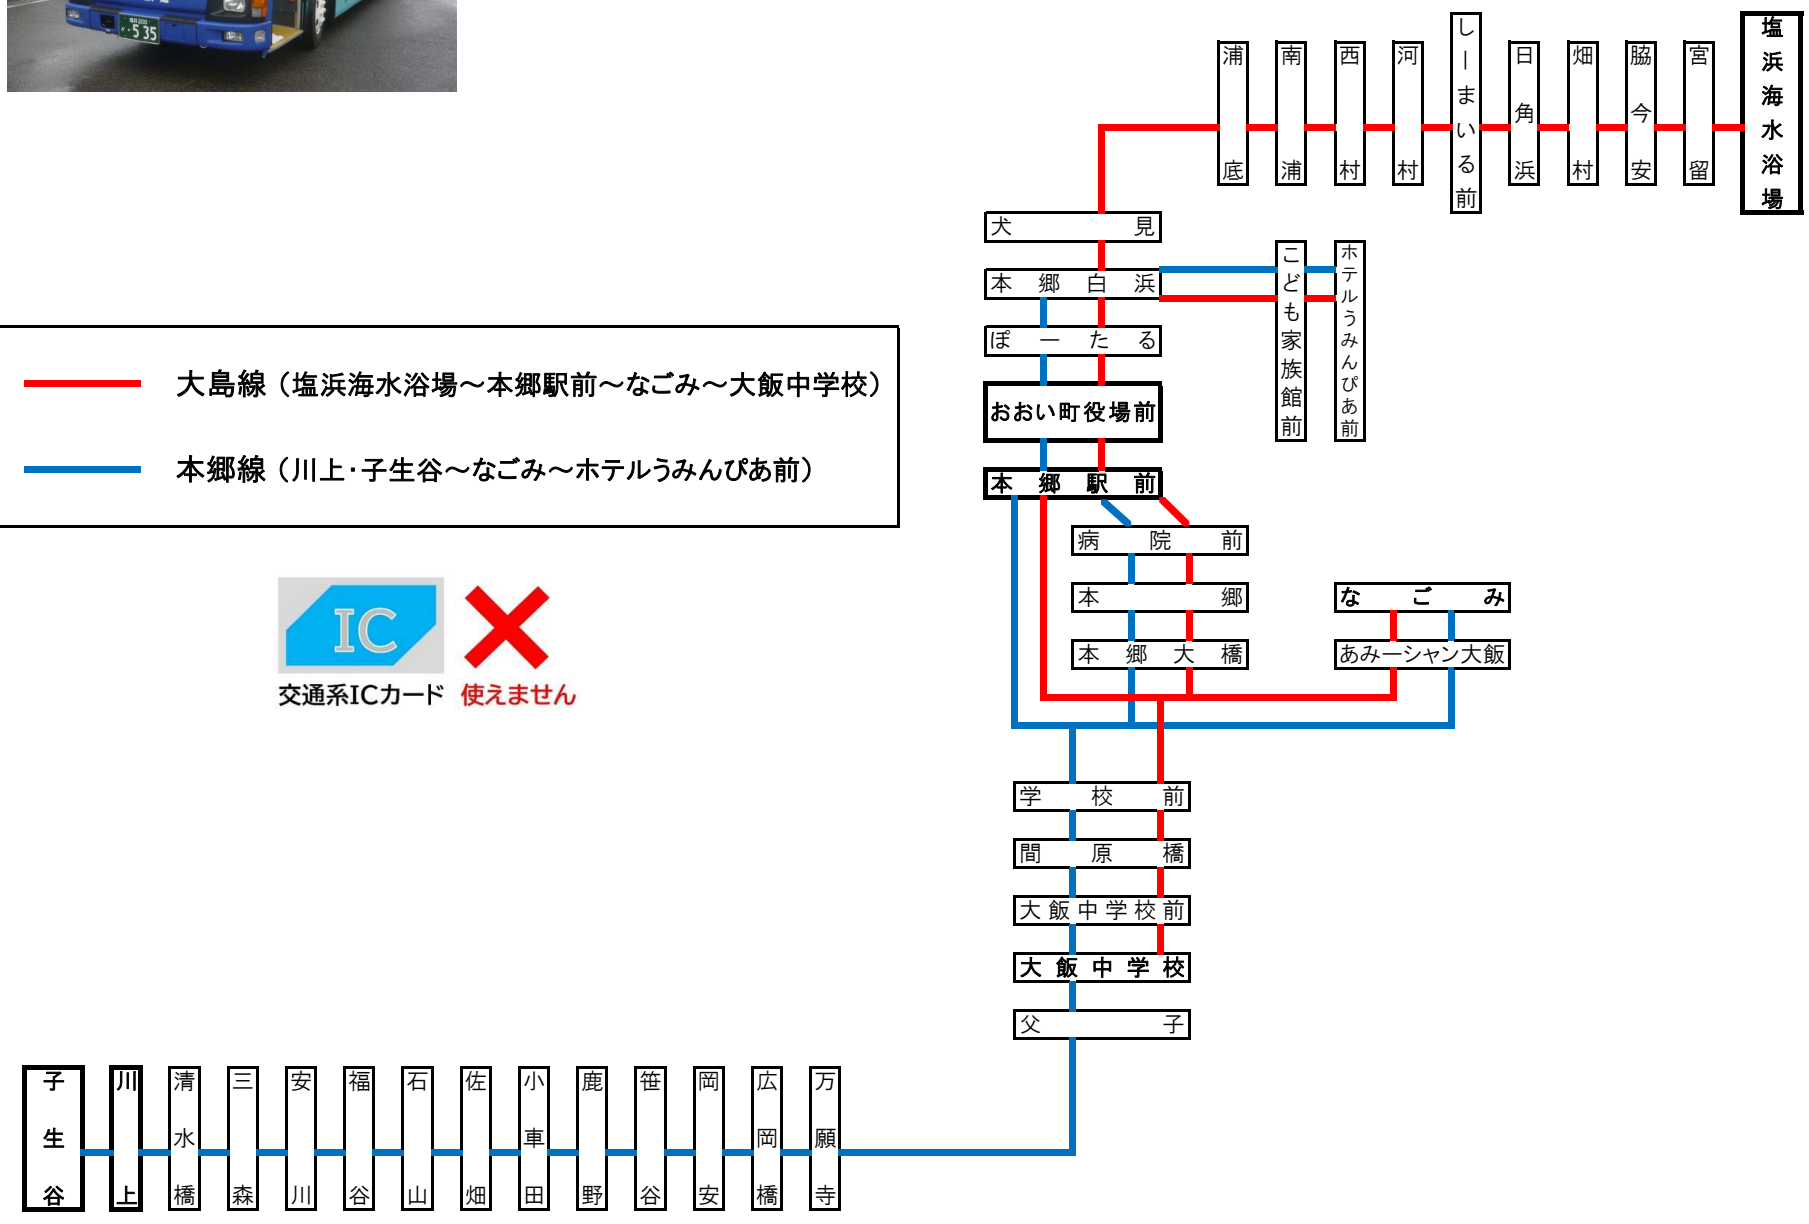 福井200
535
塩浜海水浴場
宮留
脇今安
畑村
日角浜
しーまいる前
河村
西村
南浦
浦底
犬見
本郷白浜
こども家族館前
ホテルうみんぴあ前
ぽーたる
おおい町役場前
本郷駅前
大島線（塩浜海水浴場～本郷駅前～なごみ～大飯中学校）
本郷線（川上・子生谷～なごみ～ホテルうみんぴあ前）
IC
交通系ICカード 使えません
病院前
本郷
本郷大橋
なごみ
あみーシャン大飯
学校前
間原橋
大飯中学校前
大飯中学校
父子
子生谷
川上
清水橋
三森
安川
福谷
石山
佐畑
小車田
鹿野
笹谷
岡安
広岡橋
万願寺